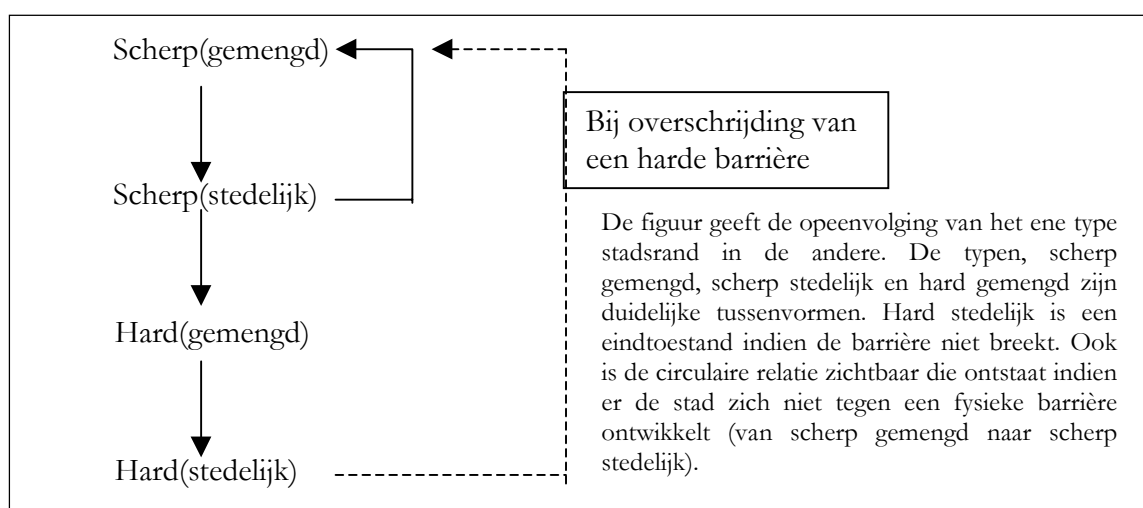 Scherp(gemengd)
Scherp(stedelijk)
Hard(gemengd)
Hard(stedelijk)
Bij overschrijding van
een harde barrière
De figuur geeft de opeenvolging van het ene type
stadsrand in de andere. De typen, scherp
gemengd, scherp stedelijk en hard gemengd zijn
duidelijke tussenvormen. Hard stedelijk is een
eindtoestand indien de barrière niet breekt. Ook
is de circulaire relatie zichtbaar die ontstaat indien
er de stad zich niet tegen een fysieke barrière
ontwikkelt (van scherp gemengd naar scherp
stedelijk).